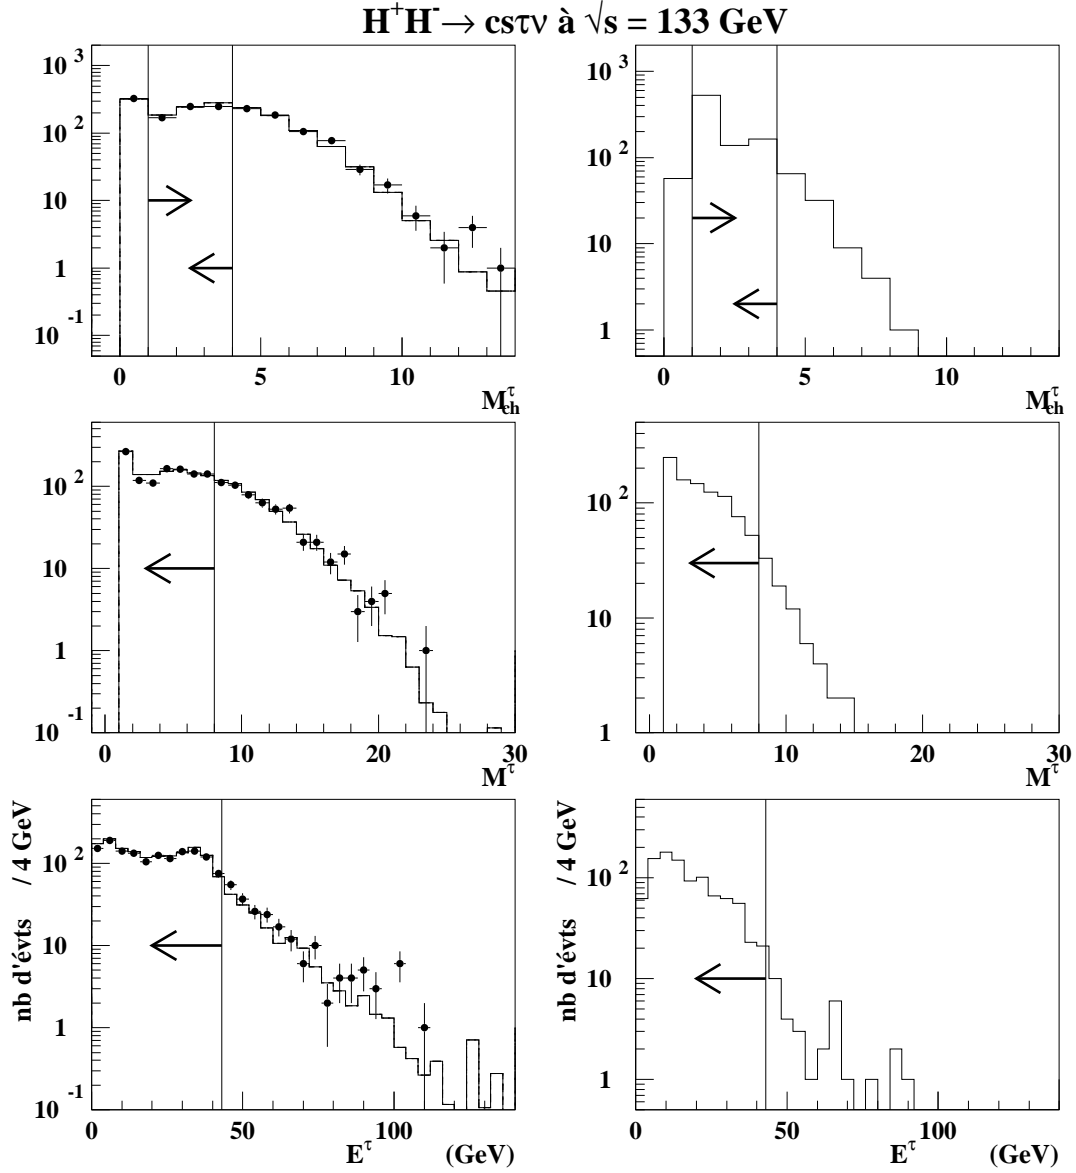 H⁺H⁻→ csτν à √s = 133 GeV
10³ 10² 10 1 10⁻¹
0 5 10
M_ch^τ
10³ 10² 10 1
0 5 10
M_ch^τ
10² 10 1 10⁻¹
0 10 20 30
M^τ
10² 10 1
0 10 20 30
M^τ
nb d'évts / 4 GeV
10² 10 1 10⁻¹
0 50 100
E^τ (GeV)
nb d'évts / 4 GeV
10² 10 1
0 50 100
E^τ (GeV)